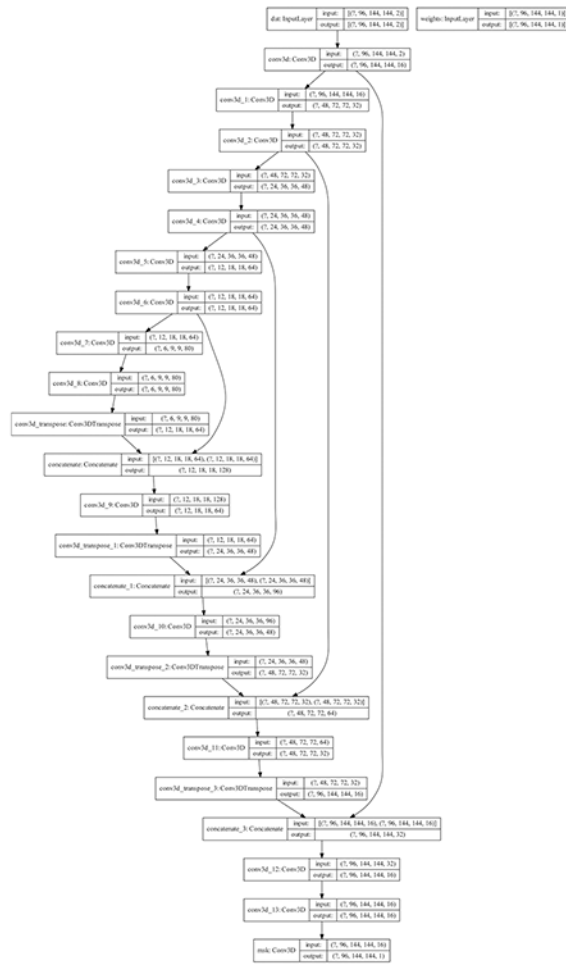 dat: InputLayer input: [(?, 96, 144, 144, 2)] output: [(?, 96, 144, 144, 2)]
weights: InputLayer input: [(?, 96, 144, 144, 1)] output: [(?, 96, 144, 144, 1)]
conv3d: Conv3D input: (?, 96, 144, 144, 2) output: (?, 96, 144, 144, 16)
conv3d_1: Conv3D input: (?, 96, 144, 144, 16) output: (?, 48, 72, 72, 32)
conv3d_2: Conv3D input: (?, 48, 72, 72, 32) output: (?, 48, 72, 72, 32)
conv3d_3: Conv3D input: (?, 48, 72, 72, 32) output: (?, 24, 36, 36, 48)
conv3d_4: Conv3D input: (?, 24, 36, 36, 48) output: (?, 24, 36, 36, 48)
conv3d_5: Conv3D input: (?, 24, 36, 36, 48) output: (?, 12, 18, 18, 64)
conv3d_6: Conv3D input: (?, 12, 18, 18, 64) output: (?, 12, 18, 18, 64)
conv3d_7: Conv3D input: (?, 12, 18, 18, 64) output: (?, 6, 9, 9, 80)
conv3d_8: Conv3D input: (?, 6, 9, 9, 80) output: (?, 6, 9, 9, 80)
conv3d_transpose: Conv3DTranspose input: (?, 6, 9, 9, 80) output: (?, 12, 18, 18, 64)
concatenate: Concatenate input: [(?, 12, 18, 18, 64), (?, 12, 18, 18, 64)] output: (?, 12, 18, 18, 128)
conv3d_9: Conv3D input: (?, 12, 18, 18, 128) output: (?, 12, 18, 18, 64)
conv3d_transpose_1: Conv3DTranspose input: (?, 12, 18, 18, 64) output: (?, 24, 36, 36, 48)
concatenate_1: Concatenate input: [(?, 24, 36, 36, 48), (?, 24, 36, 36, 48)] output: (?, 24, 36, 36, 96)
conv3d_10: Conv3D input: (?, 24, 36, 36, 96) output: (?, 24, 36, 36, 48)
conv3d_transpose_2: Conv3DTranspose input: (?, 24, 36, 36, 48) output: (?, 48, 72, 72, 32)
concatenate_2: Concatenate input: [(?, 48, 72, 72, 32), (?, 48, 72, 72, 32)] output: (?, 48, 72, 72, 64)
conv3d_11: Conv3D input: (?, 48, 72, 72, 64) output: (?, 48, 72, 72, 32)
conv3d_transpose_3: Conv3DTranspose input: (?, 48, 72, 72, 32) output: (?, 96, 144, 144, 16)
concatenate_3: Concatenate input: [(?, 96, 144, 144, 16), (?, 96, 144, 144, 16)] output: (?, 96, 144, 144, 32)
conv3d_12: Conv3D input: (?, 96, 144, 144, 32) output: (?, 96, 144, 144, 16)
conv3d_13: Conv3D input: (?, 96, 144, 144, 16) output: (?, 96, 144, 144, 16)
msk: Conv3D input: (?, 96, 144, 144, 16) output: (?, 96, 144, 144, 1)